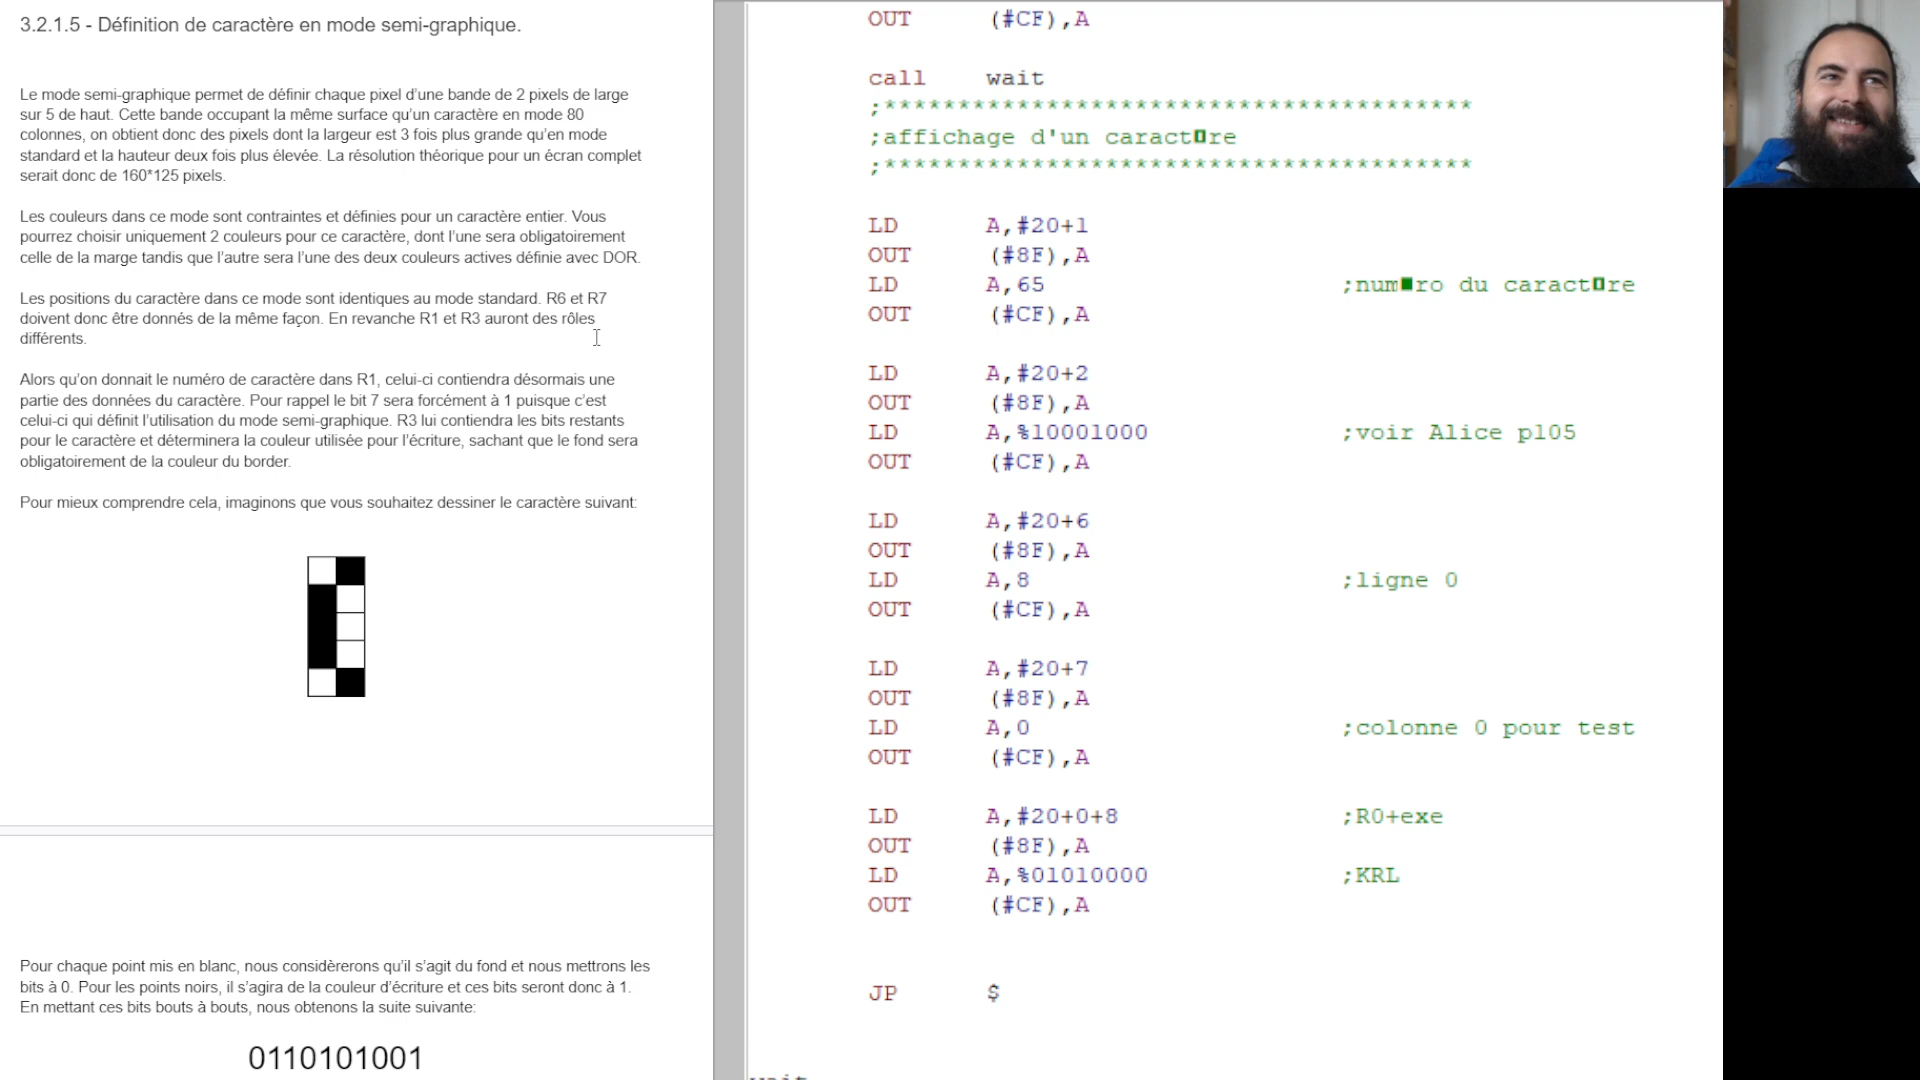 3.2.1.5 - Définition de caractère en mode semi-graphique.
Le mode semi-graphique permet de définir chaque pixel d'une bande de 2 pixels de large
sur 5 de haut. Cette bande occupant la même surface qu'un caractère en mode 80
colonnes, on obtient donc des pixels dont la largeur est 3 fois plus grande qu'en mode
standard et la hauteur deux fois plus élevée. La résolution théorique pour un écran complet
serait donc de 160*125 pixels.
Les couleurs dans ce mode sont contraintes et définies pour un caractère entier. Vous
pourrez choisir uniquement 2 couleurs pour ce caractère, dont l'une sera obligatoirement
celle de la marge tandis que l'autre sera l'une des deux couleurs actives définie avec DOR.
Les positions du caractère dans ce mode sont identiques au mode standard. R6 et R7
doivent donc être donnés de la même façon. En revanche R1 et R3 auront des rôles
différents.
Alors qu'on donnait le numéro de caractère dans R1, celui-ci contiendra désormais une
partie des données du caractère. Pour rappel le bit 7 sera forcément à 1 puisque c'est
celui-ci qui définit l'utilisation du mode semi-graphique. R3 lui contiendra les bits restants
pour le caractère et déterminera la couleur utilisée pour l'écriture, sachant que le fond sera
obligatoirement de la couleur du border.
Pour mieux comprendre cela, imaginons que vous souhaitez dessiner le caractère suivant:
Pour chaque point mis en blanc, nous considèrerons qu'il s'agit du fond et nous mettrons les
bits à 0. Pour les points noirs, il s'agira de la couleur d'écriture et ces bits seront donc à 1.
En mettant ces bits bouts à bouts, nous obtenons la suite suivante:
0110101001
OUT (#CF),A
call wait
;****************************************
;affichage d'un caract▯re
;****************************************
LD A,#20+1
OUT (#8F),A
LD A,65 ;num■ro du caract▯re
OUT (#CF),A
LD A,#20+2
OUT (#8F),A
LD A,%10001000 ;voir Alice p105
OUT (#CF),A
LD A,#20+6
OUT (#8F),A
LD A,8 ;ligne 0
OUT (#CF),A
LD A,#20+7
OUT (#8F),A
LD A,0 ;colonne 0 pour test
OUT (#CF),A
LD A,#20+0+8 ;R0+exe
OUT (#8F),A
LD A,%01010000 ;KRL
OUT (#CF),A
JP $